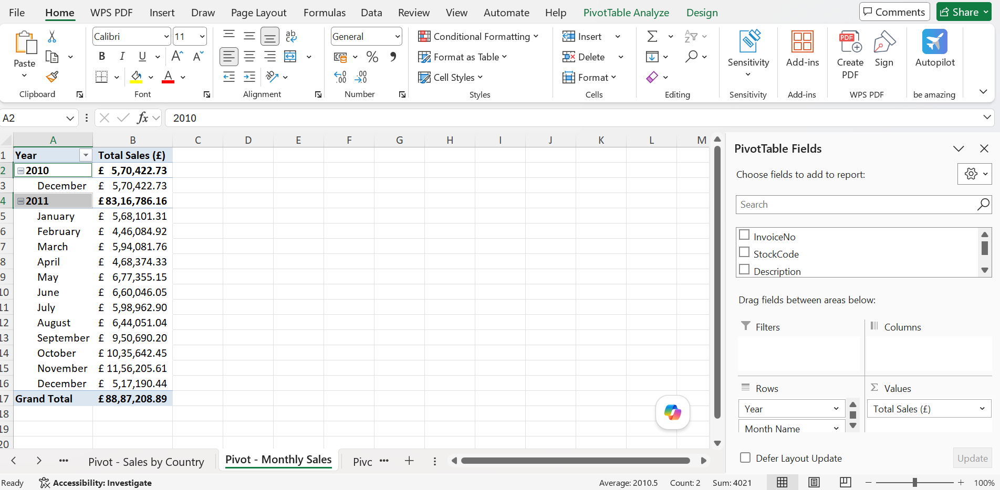 File Home WPS PDF Insert Draw Page Layout Formulas Data Review View Automate Help PivotTable Analyze Design Comments Share
Calibri 11 General Conditional Formatting Insert
Paste B I U A A % Format as Table Delete Sensitivity Add-ins Create PDF Sign Autopilot
A Cell Styles Format
Clipboard Font Alignment Number Styles Cells Editing Sensitivity Add-ins WPS PDF be amazing
A2 fx 2010
A B C D E F G H I J K L M
1 Year Total Sales (£)
2 2010 £ 5,70,422.73
3 December £ 5,70,422.73
4 2011 £ 83,16,786.16
5 January £ 5,68,101.31
6 February £ 4,46,084.92
7 March £ 5,94,081.76
8 April £ 4,68,374.33
9 May £ 6,77,355.15
10 June £ 6,60,046.05
11 July £ 5,98,962.90
12 August £ 6,44,051.04
13 September £ 9,50,690.20
14 October £ 10,35,642.45
15 November £ 11,56,205.61
16 December £ 5,17,190.44
17 Grand Total £ 88,87,208.89
18
19
20
PivotTable Fields
Choose fields to add to report:
Search
InvoiceNo
StockCode
Description
Drag fields between areas below:
Filters Columns
Rows Values
Year Total Sales (£)
Month Name
Defer Layout Update Update
Pivot - Sales by Country Pivot - Monthly Sales Pivc
Ready Accessibility: Investigate Average: 2010.5 Count: 2 Sum: 4021 100%